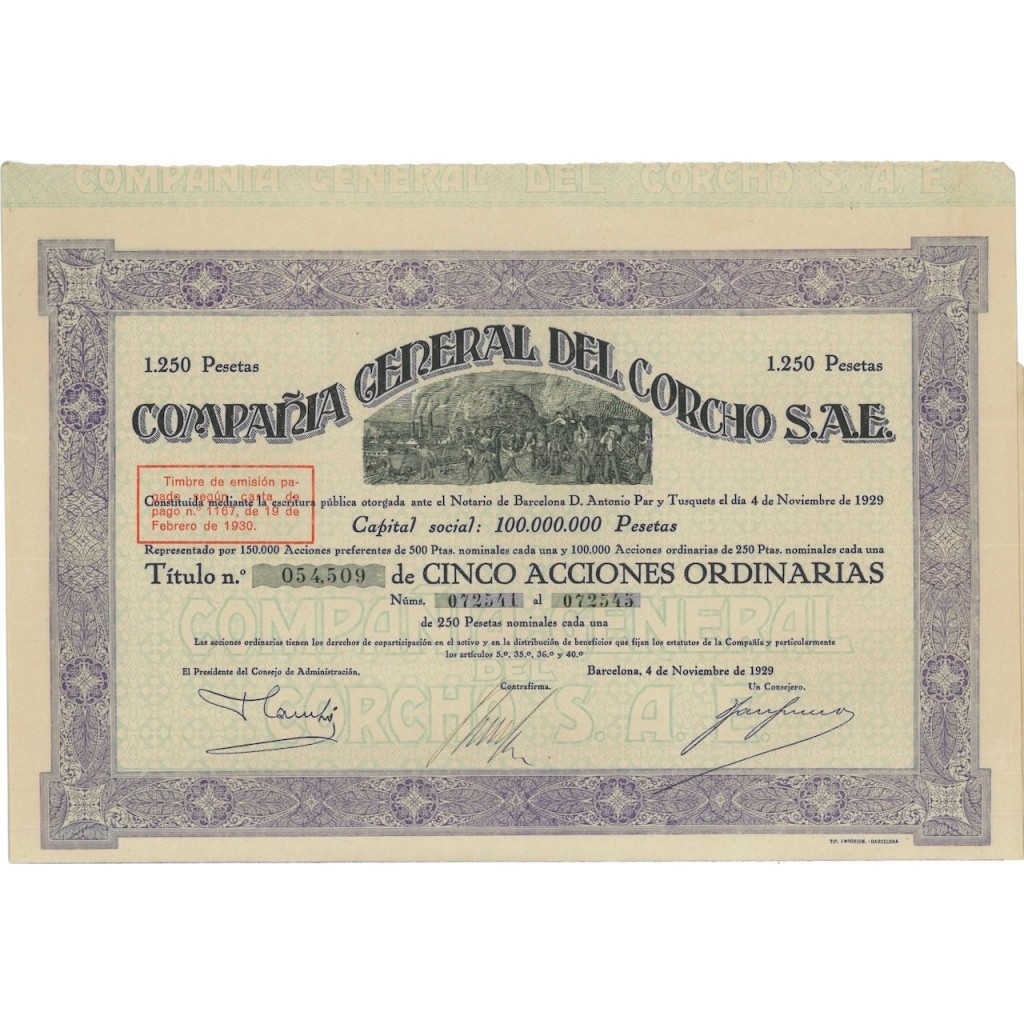 COMPAÑIA GENERAL DEL CORCHO S. A. E.
1.250 Pesetas
1.250 Pesetas
COMPAÑIA GENERAL DEL CORCHO S.A.E.
Timbre de emisión pa-
gado según carta de
pago n.º 1167, de 19 de
Febrero de 1930.
Constituida mediante la escritura pública otorgada ante el Notario de Barcelona D. Antonio Par y Tusquets el día 4 de Noviembre de 1929
Capital social: 100.000.000 Pesetas
Representado por 150.000 Acciones preferentes de 500 Ptas. nominales cada una y 100.000 Acciones ordinarias de 250 Ptas. nominales cada una
Título n.º 054,509 de CINCO ACCIONES ORDINARIAS
Núms. 072541 al 072545
de 250 Pesetas nominales cada una
COMPAÑIA GENERAL
DEL
CORCHO S. A. E.
Las acciones ordinarias tienen los derechos de coparticipación en el activo y en la distribución de beneficios que fijan los estatutos de la Compañía y particularmente
los artículos 5.º, 35.º, 36.º y 40.º
El Presidente del Consejo de Administración,
Barcelona, 4 de Noviembre de 1929
Contrafirma.
Un Consejero.
TIP. EMPORIUM. - BARCELONA